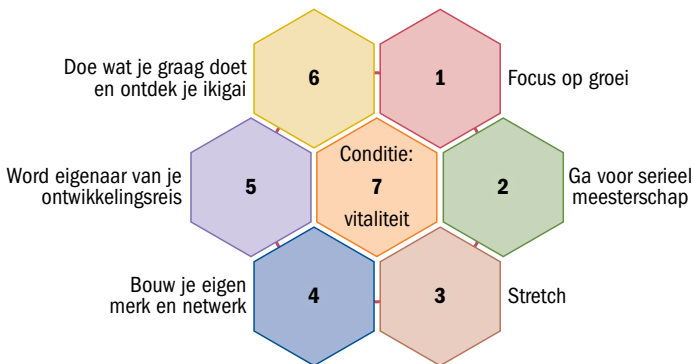 Doe wat je graag doet
en ontdek je ikigai
6
1
Focus op groei
Word eigenaar van je
ontwikkelingsreis
5
Conditie:
7
vitaliteit
2
Ga voor serieel
meesterschap
Bouw je eigen
merk en netwerk
4
3
Stretch